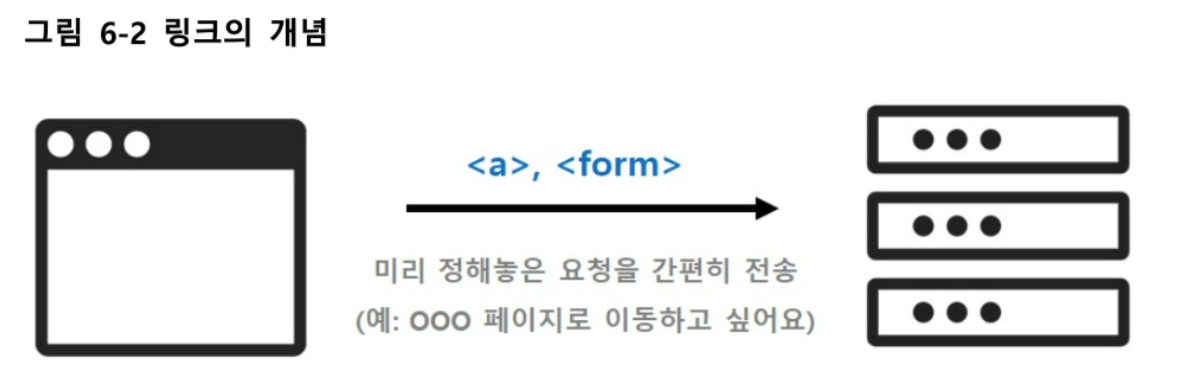 그림 6-2 링크의 개념
<a>, <form>
미리 정해놓은 요청을 간편히 전송
(예: OOO 페이지로 이동하고 싶어요)